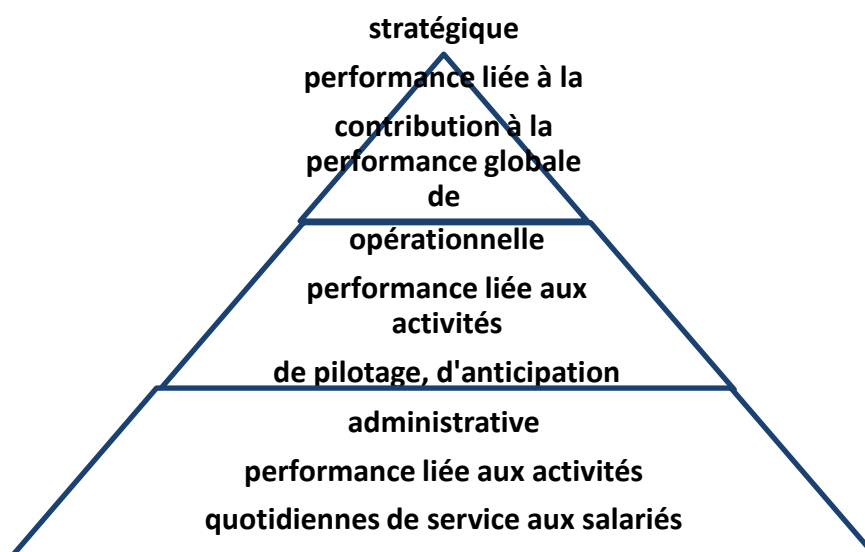 stratégique
performance liée à la
contribution à la
performance globale
de
opérationnelle
performance liée aux
activités
de pilotage, d'anticipation
administrative
performance liée aux activités
quotidiennes de service aux salariés